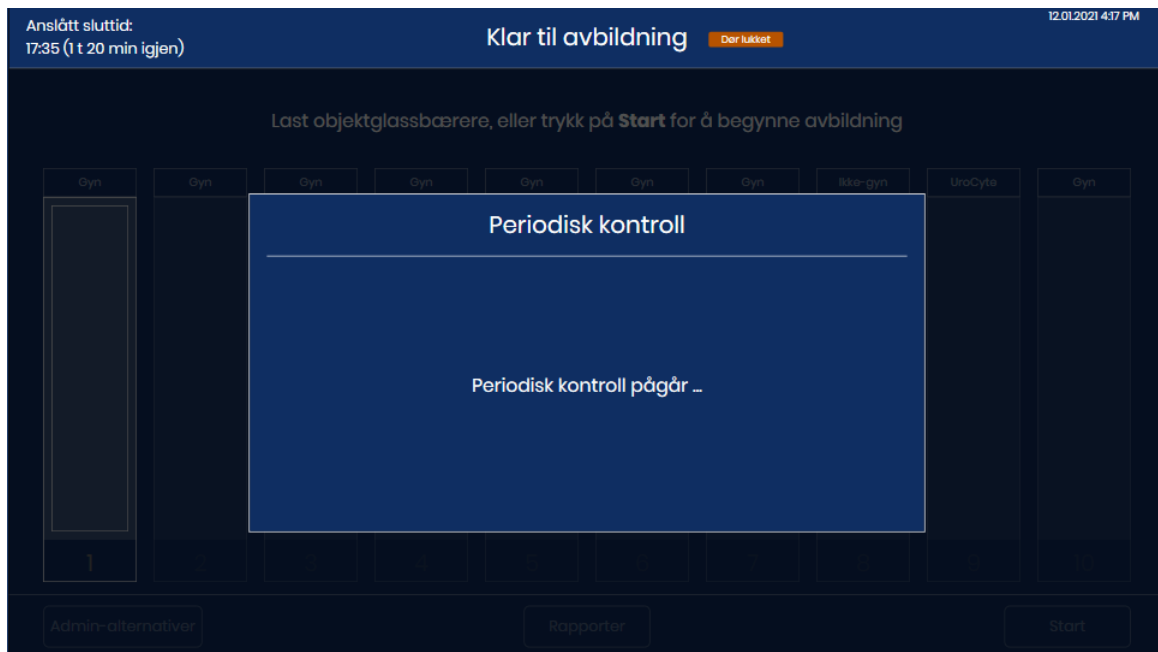 Anslått sluttid:
17:35 (1 t 20 min igjen)
Klar til avbildning
Dør lukket
12.01.2021 4:17 PM
Last objektglassbærere, eller trykk på Start for å begynne avbildning
Gyn Gyn Gyn Gyn Gyn Gyn Gyn Ikke-gyn UroCyte Gyn
Periodisk kontroll
Periodisk kontroll pågår ...
1 2 3 4 5 6 7 8 9 10
Admin-alternativer Rapporter Start